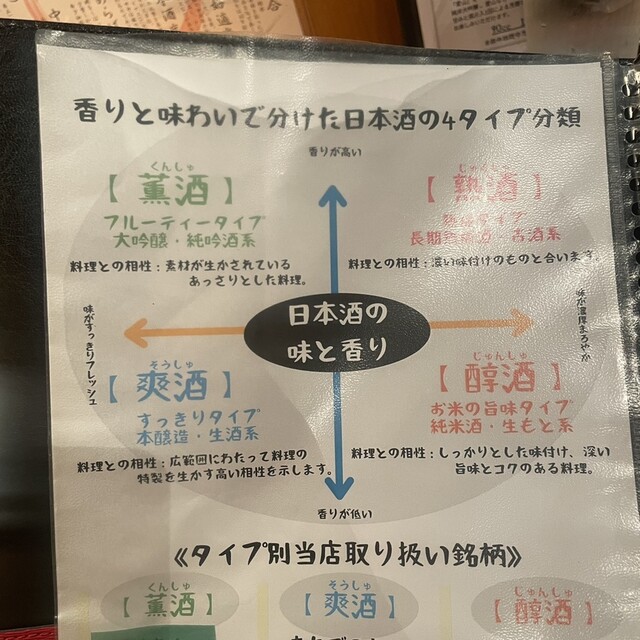 香りと味わいで分けた日本酒の4タイプ分類
香りが高い
くんしゅ
【薫酒】
フルーティータイプ
大吟醸・純吟酒系
料理との相性：素材が生かされている
あっさりとした料理。
じゅくしゅ
【熟酒】
熟成タイプ
長期熟成酒・古酒系
料理との相性：濃い味付けのものと合います
味がすっきりフレッシュ
日本酒の
味と香り
味が濃厚まろやか
そうしゅ
【爽酒】
すっきりタイプ
本醸造・生酒系
料理との相性：広範囲にわたって料理の
特製を生かす高い相性を示します。
じゅんしゅ
【醇酒】
お米の旨味タイプ
純米酒・生もと系
料理との相性：しっかりとした味付け、深い
旨味とコクのある料理。
香りが低い
《タイプ別当店取り扱い銘柄》
くんしゅ
【薫酒】
そうしゅ
【爽酒】
じゅんしゅ
【醇酒】